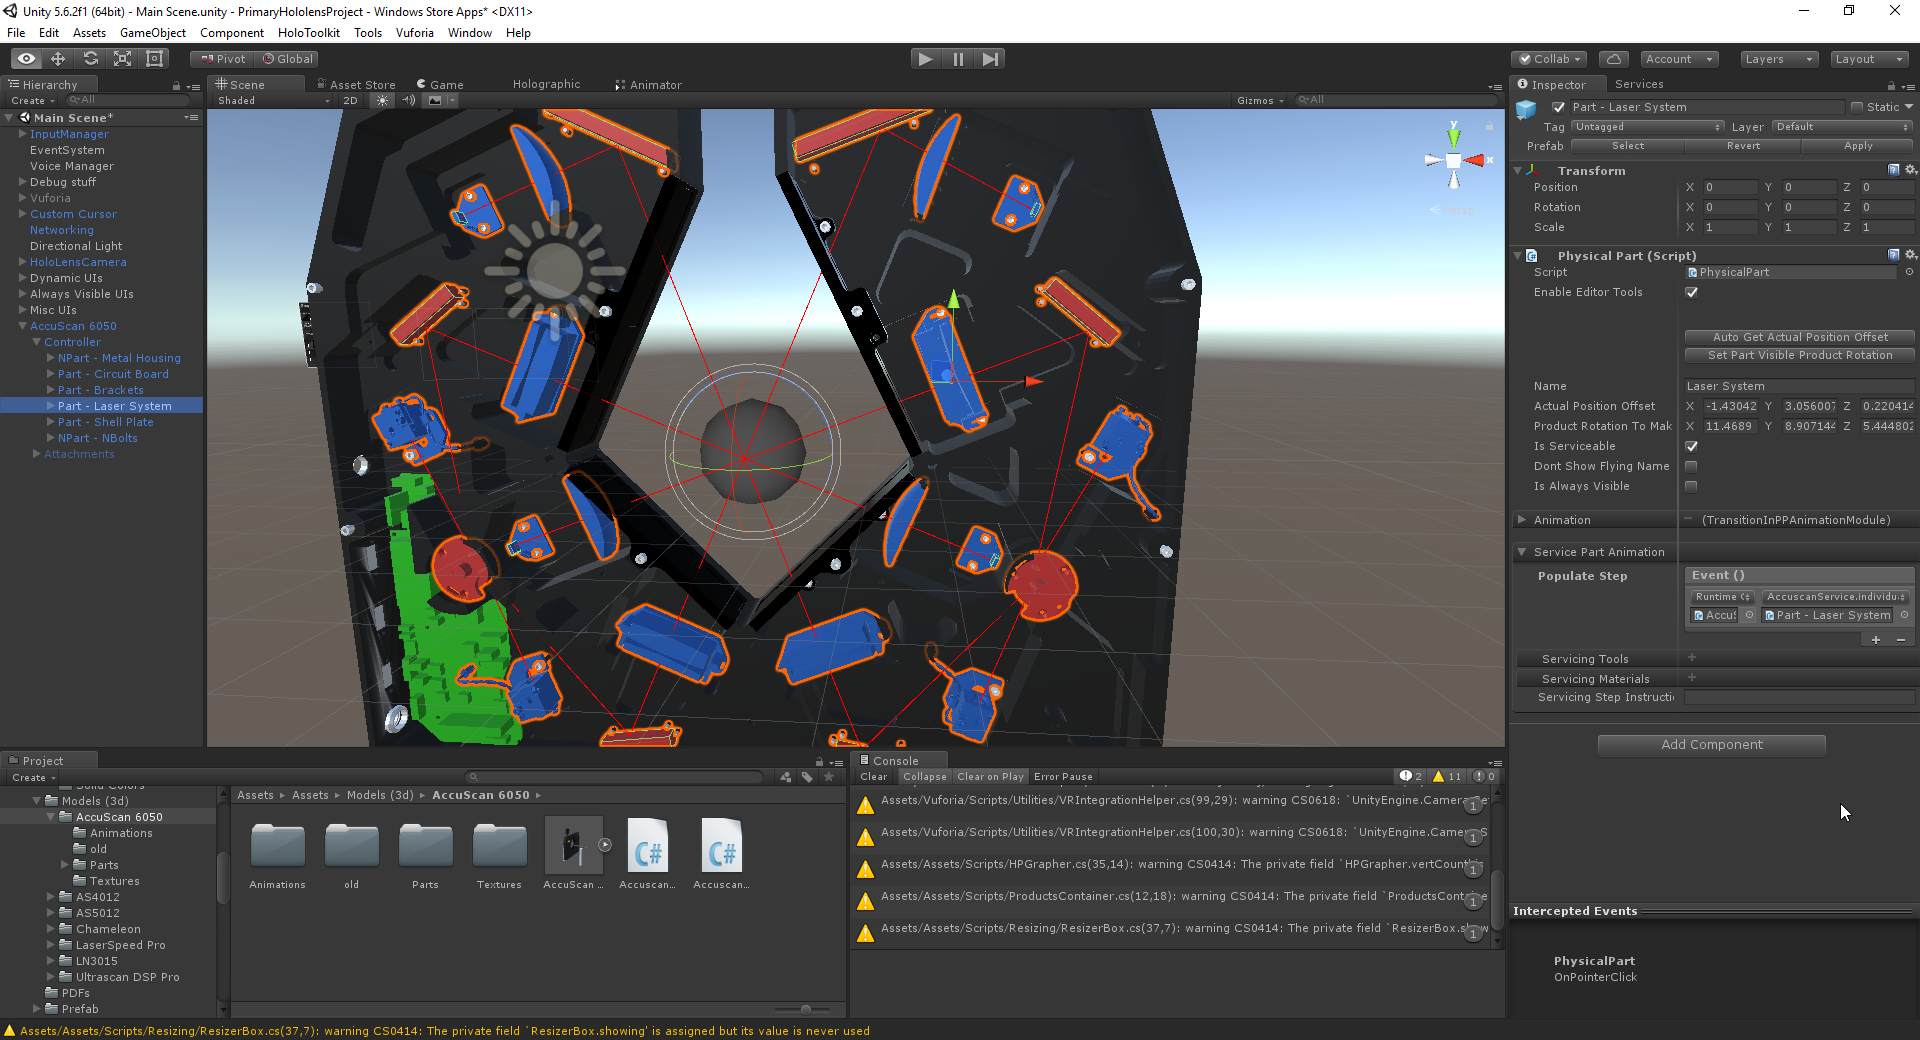 Unity 5.6.2f1 (64bit) - Main Scene.unity - PrimaryHololensProject - Windows Store Apps* <DX11>
File Edit Assets GameObject Component HoloToolkit Tools Vuforia Window Help
Pivot Global Collab Account Layers Layout
Hierarchy
Create All
Main Scene*
InputManager
EventSystem
Voice Manager
Debug stuff
Vuforia
Custom Cursor
Networking
Directional Light
HoloLensCamera
Dynamic UIs
Always Visible UIs
Misc UIs
AccuScan 6050
Controller
NPart - Metal Housing
Part - Circuit Board
Part - Brackets
Part - Laser System
Part - Shell Plate
NPart - NBolts
Attachments
Scene Asset Store Game Holographic Animator
Shaded 2D Gizmos All
y
x
Persp
Inspector Services
Part - Laser System Static
Tag Untagged Layer Default
Prefab Select Revert Apply
Transform
Position X 0 Y 0 Z 0
Rotation X 0 Y 0 Z 0
Scale X 1 Y 1 Z 1
Physical Part (Script)
Script PhysicalPart
Enable Editor Tools
Auto Get Actual Position Offset
Set Part Visible Product Rotation
Name Laser System
Actual Position Offset X -1.43042 Y 3.056007 Z 0.220414
Product Rotation To Mak X 11.4689 Y 8.907144 Z 5.444802
Is Serviceable
Dont Show Flying Name
Is Always Visible
Animation (TransitionInPPAnimationModule)
Service Part Animation
Populate Step Event ()
Runtime AccuscanService.individu
AccuS Part - Laser System
+ −
Servicing Tools +
Servicing Materials +
Servicing Step Instructi
Add Component
Intercepted Events
PhysicalPart
OnPointerClick
Project
Create
Solid Colors
Models (3d)
AccuScan 6050
Animations
old
Parts
Textures
AS4012
AS5012
Chameleon
LaserSpeed Pro
LN3015
Ultrascan DSP Pro
PDFs
Prefab
Assets ▸ Assets ▸ Models (3d) ▸ AccuScan 6050 ▸
Animations old Parts Textures AccuScan ... Accuscan... Accuscan...
Console
Clear Collapse Clear on Play Error Pause 2 11 0
Assets/Vuforia/Scripts/Utilities/VRIntegrationHelper.cs(99,29): warning CS0618: `UnityEngine.Camera 1
Assets/Vuforia/Scripts/Utilities/VRIntegrationHelper.cs(100,30): warning CS0618: `UnityEngine.Camera.S 1
Assets/Assets/Scripts/HPGrapher.cs(35,14): warning CS0414: The private field `HPGrapher.vertCount 1
Assets/Assets/Scripts/ProductsContainer.cs(12,18): warning CS0414: The private field `ProductsContaine 1
Assets/Assets/Scripts/Resizing/ResizerBox.cs(37,7): warning CS0414: The private field `ResizerBox.show 1
Assets/Assets/Scripts/Resizing/ResizerBox.cs(37,7): warning CS0414: The private field `ResizerBox.showing' is assigned but its value is never used